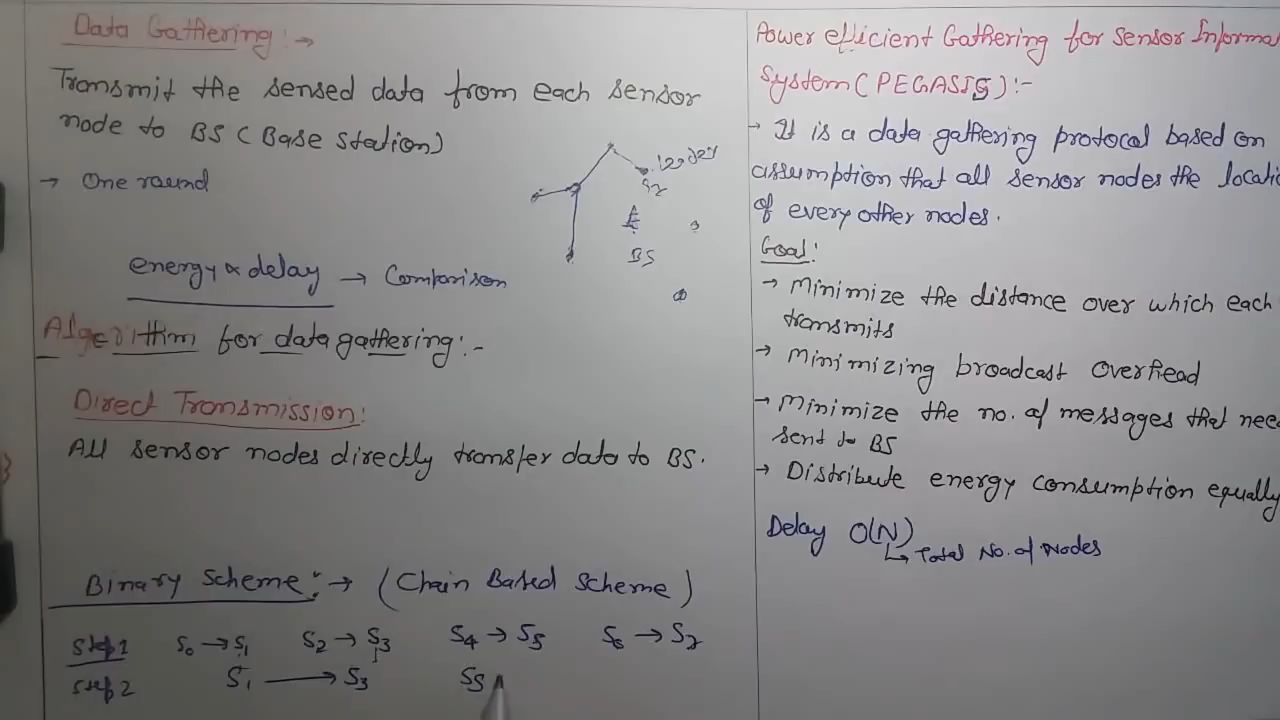 Data Gathering :→
Transmit the sensed data from each sensor
node to BS (Base station)
→ One round
BS
energy × delay → Comparison
Algorithm for data gathering :-
Direct Transmission:
All sensor nodes directly transfer data to BS.
Binary Scheme: → (Chain Based Scheme)
Step1 S0 → S1 S2 → S3 S4 → S5 S6 → S7
Step 2 S1 → S3 S5
Power efficient Gathering for Sensor Informa
System (PEGASIS) :-
→ It is a data gathering protocal based on
assumption that all sensor nodes the locati
of every other nodes.
Goal:
→ Minimize the distance over which each
transmits
→ Minimizing broadcast overhead
→ Minimize the no. of messages that nee
sent to BS
→ Distribute energy consumption equally
Delay O(N)
↳ Total No. of Nodes